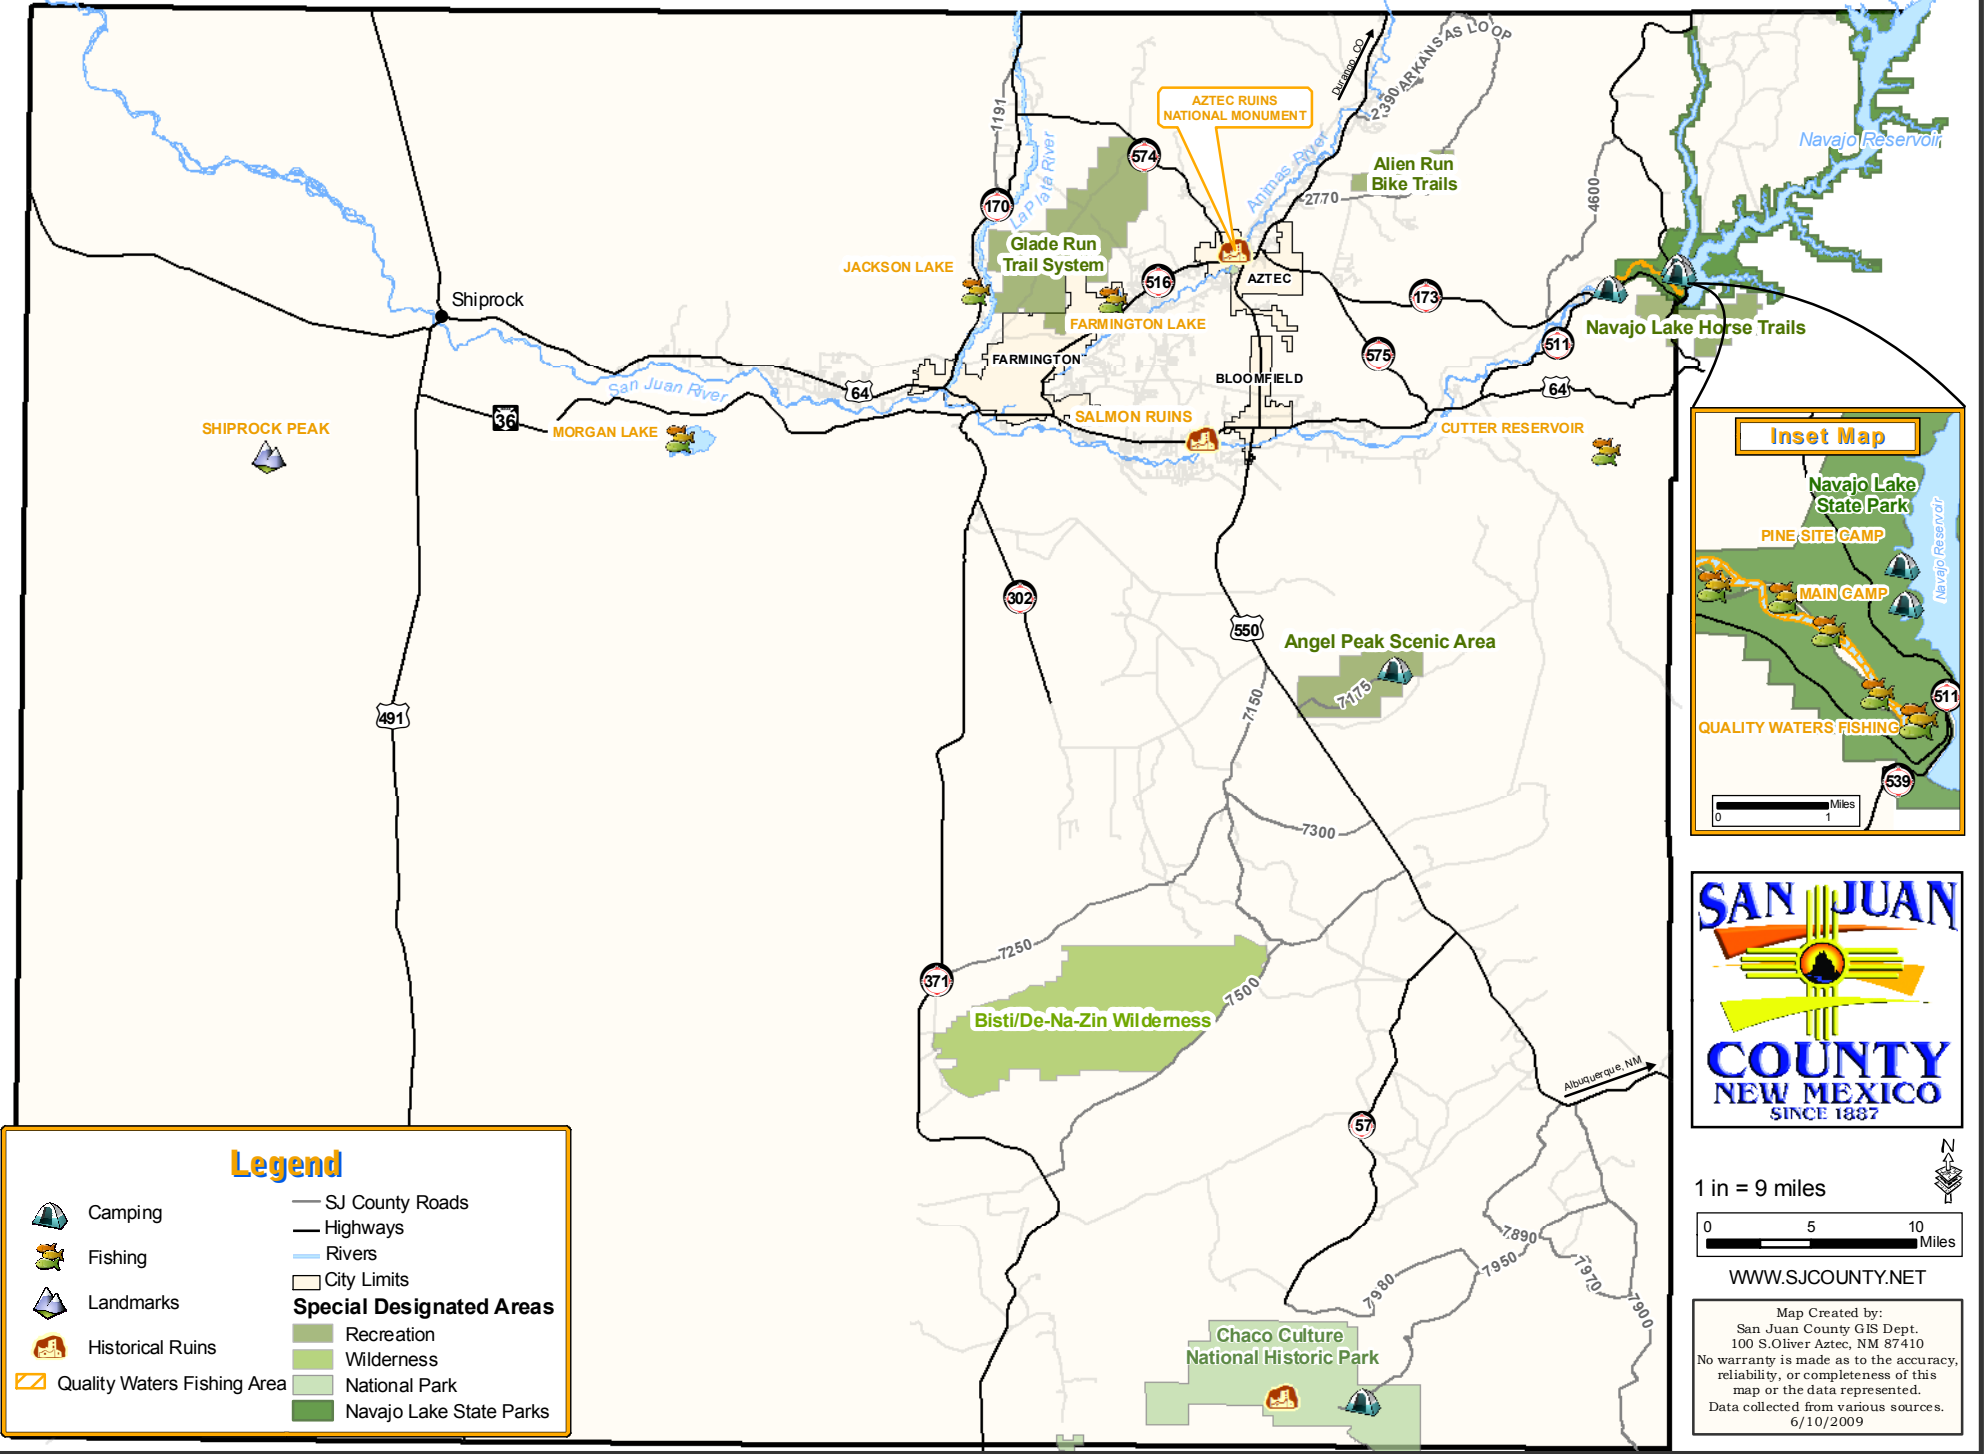 Durango, CO
2390 ARKANSAS LOOP
1191
AZTEC RUINS
NATIONAL MONUMENT
Navajo Reservoir
574
La Plata River
Animas River
Alien Run
Bike Trails
2770
4600
170
Glade Run
Trail System
JACKSON LAKE
516
AZTEC
173
Shiprock
FARMINGTON LAKE
Navajo Lake Horse Trails
511
575
FARMINGTON
BLOOMFIELD
64
64
San Juan River
36
SALMON RUINS
SHIPROCK PEAK
MORGAN LAKE
CUTTER RESERVOIR
Inset Map
Navajo Lake
State Park
PINE SITE CAMP
Navajo Reservoir
MAIN CAMP
511
QUALITY WATERS FISHING
539
Miles
0 1
302
550
Angel Peak Scenic Area
7175
7150
491
7300
7250
371
7500
Bisti/De-Na-Zin Wilderness
Albuquerque, NM
57
7890
7950
7970
7980
7900
Chaco Culture
National Historic Park
SAN JUAN
COUNTY
NEW MEXICO
SINCE 1887
N
1 in = 9 miles
0 5 10
Miles
WWW.SJCOUNTY.NET
Map Created by:
San Juan County GIS Dept.
100 S.Oliver Aztec, NM 87410
No warranty is made as to the accuracy,
reliability, or completeness of this
map or the data represented.
Data collected from various sources.
6/10/2009
Legend
Camping
Fishing
Landmarks
Historical Ruins
Quality Waters Fishing Area
SJ County Roads
Highways
Rivers
City Limits
Special Designated Areas
Recreation
Wilderness
National Park
Navajo Lake State Parks